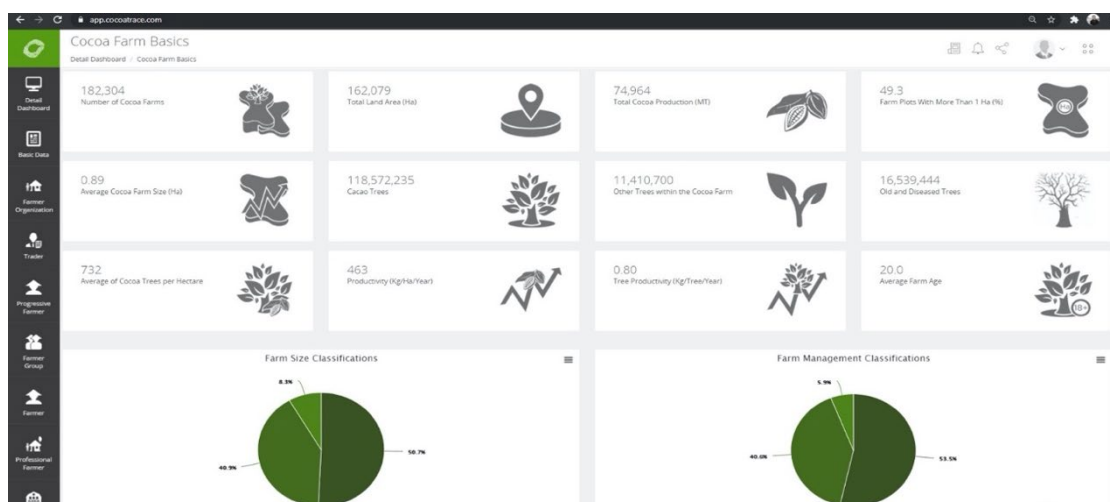 app.cocoatrace.com
Cocoa Farm Basics
Detail Dashboard / Cocoa Farm Basics
Detail
Dashboard
Basic Data
Farmer
Organization
Trader
Progressive
Farmer
Farmer
Group
Farmer
Professional
Farmer
182,304
Number of Cocoa Farms
162,079
Total Land Area (Ha)
74,964
Total Cocoa Production (MT)
49.3
Farm Plots With More Than 1 Ha (%)
0.89
Average Cocoa Farm Size (Ha)
118,572,235
Cacao Trees
11,410,700
Other Trees within the Cocoa Farm
16,539,444
Old and Diseased Trees
732
Average of Cocoa Trees per Hectare
463
Productivity (Kg/Ha/Year)
0.80
Tree Productivity (Kg/Tree/Year)
20.0
Average Farm Age
18+
Farm Size Classifications
8.3%
50.7%
40.9%
Farm Management Classifications
5.9%
40.6%
53.5%